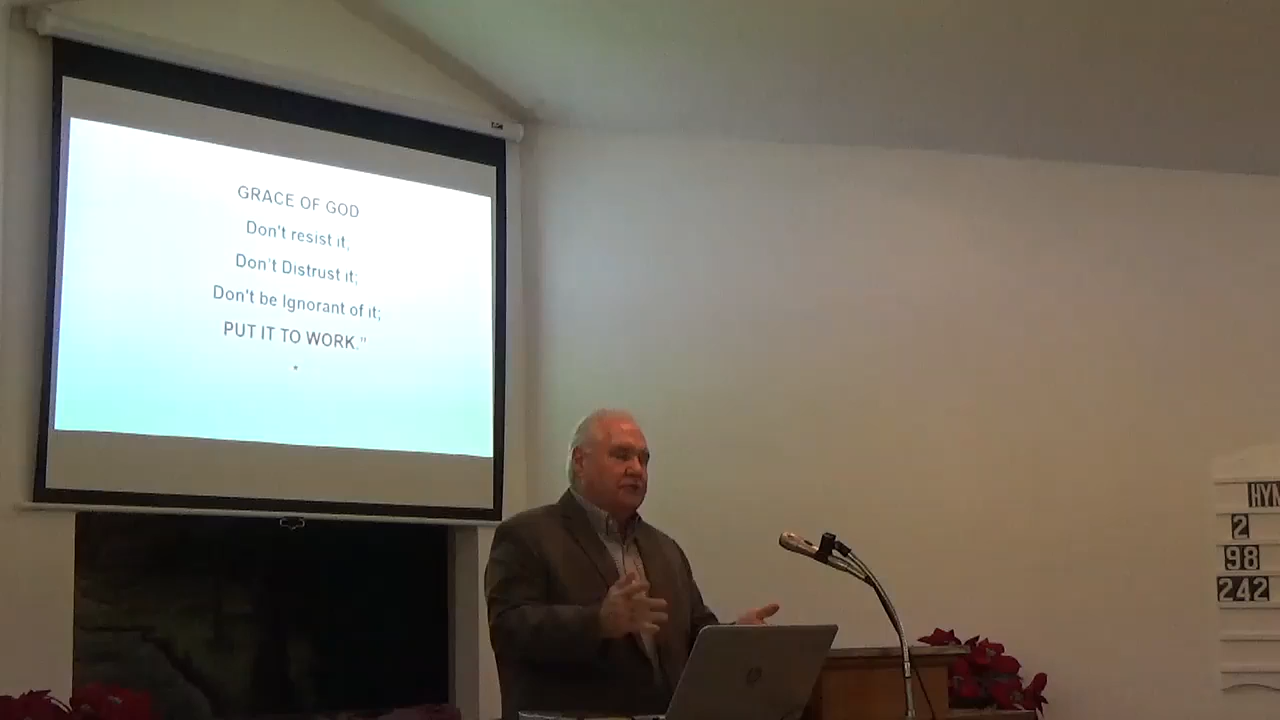 GRACE OF GOD
Don't resist it,
Don't Distrust it;
Don't be Ignorant of it;
PUT IT TO WORK."
*
HYM
2
98
242